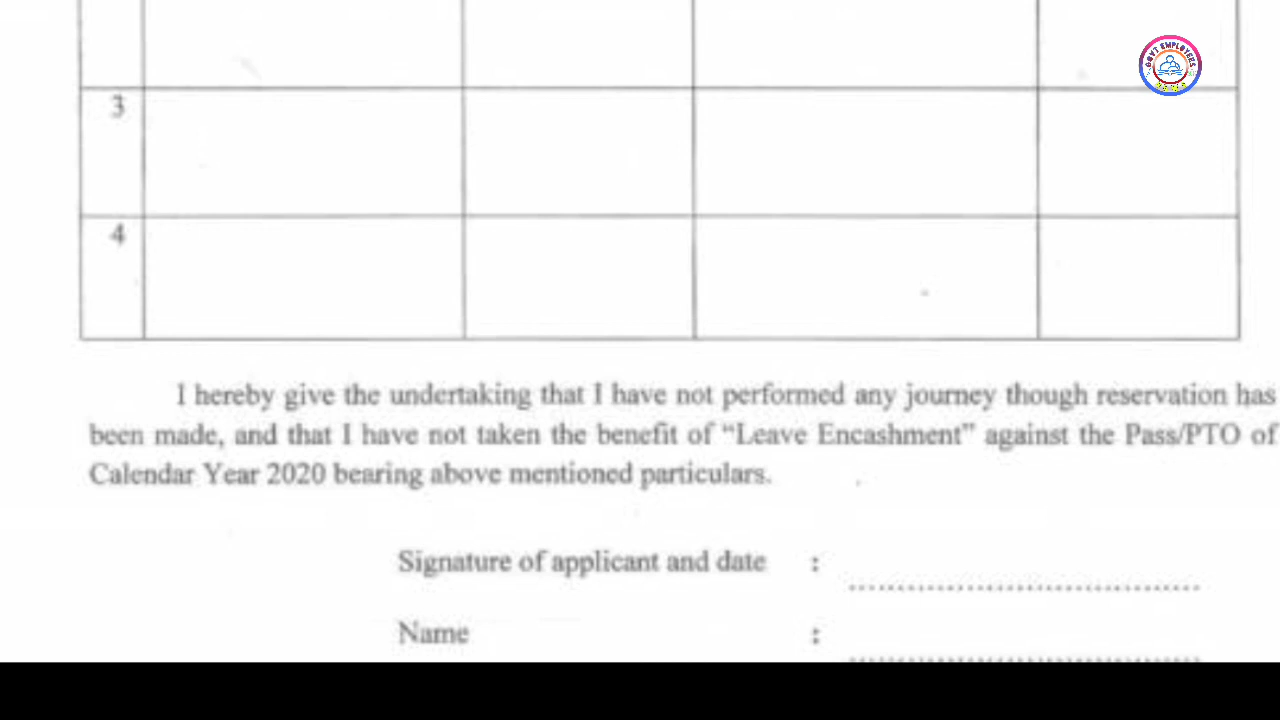 GOVT EMPLOYEES
3
4
I hereby give the undertaking that I have not performed any journey though reservation has
been made, and that I have not taken the benefit of “Leave Encashment” against the Pass/PTO of
Calendar Year 2020 bearing above mentioned particulars.
Signature of applicant and date : ....................................
Name : ....................................